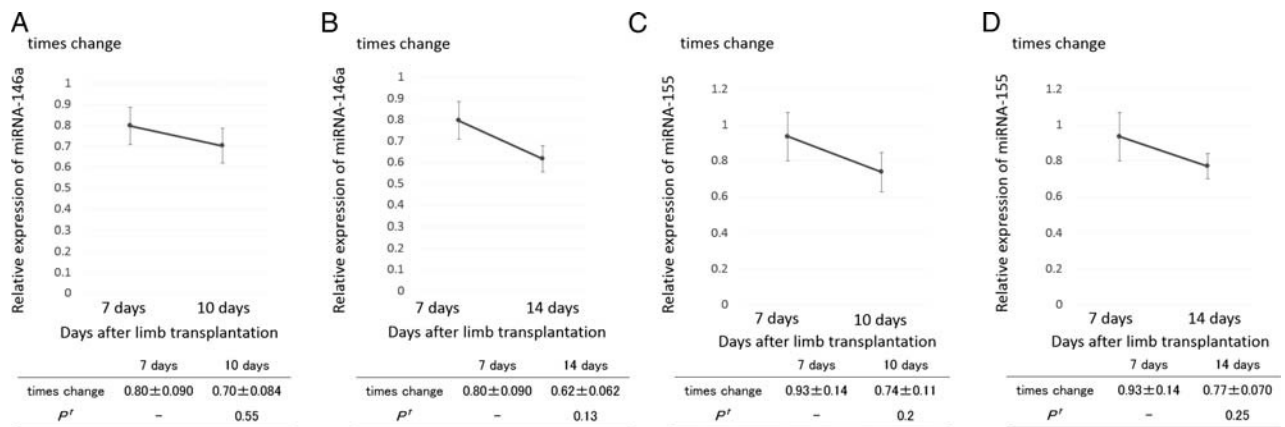 A
times change
Relative expression of miRNA-146a
1
0.9
0.8
0.7
0.6
0.5
0.4
0.3
0.2
0.1
0
7 days 10 days
Days after limb transplantation
7 days 10 days
times change 0.80±0.090 0.70±0.084
P† – 0.55
B
times change
Relative expression of miRNA-146a
1
0.9
0.8
0.7
0.6
0.5
0.4
0.3
0.2
0.1
0
7 days 14 days
Days after limb transplantation
7 days 14 days
times change 0.80±0.090 0.62±0.062
P† – 0.13
C
times change
Relative expression of miRNA-155
1.2
1
0.8
0.6
0.4
0.2
0
7 days 10 days
Days after limb transplantation
7 days 10 days
times change 0.93±0.14 0.74±0.11
P† – 0.2
D
times change
Relative expression of miRNA-155
1.2
1
0.8
0.6
0.4
0.2
0
7 days 14 days
Days after limb transplantation
7 days 14 days
times change 0.93±0.14 0.77±0.070
P† – 0.25